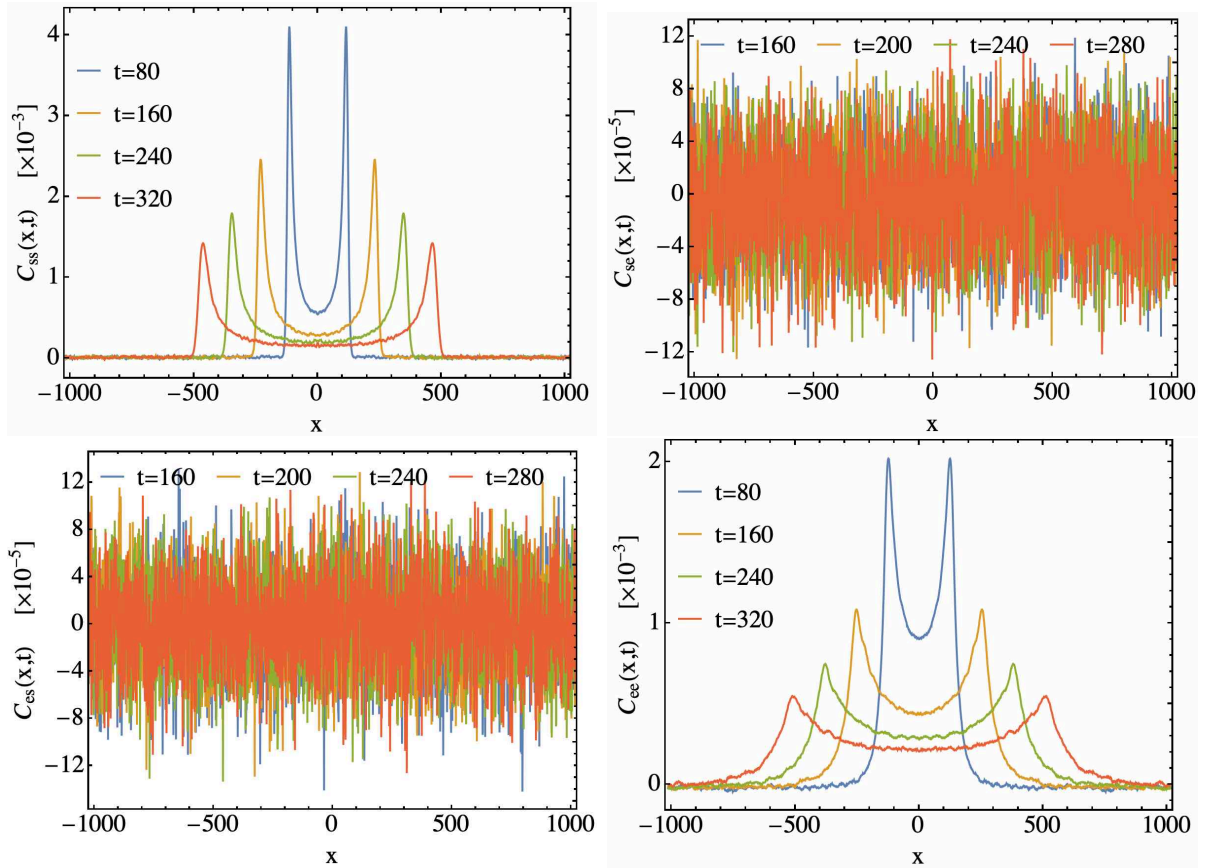 C_ss(x,t) [×10^−3]
4
3
2
1
0
t=80
t=160
t=240
t=320
−1000 −500 0 500 1000
x
C_se(x,t) [×10^−5]
12
8
4
0
−4
−8
−12
t=160 t=200 t=240 t=280
−1000 −500 0 500 1000
x
C_es(x,t) [×10^−5]
12
8
4
0
−4
−8
−12
t=160 t=200 t=240 t=280
−1000 −500 0 500 1000
x
C_ee(x,t) [×10^−3]
2
1
0
t=80
t=160
t=240
t=320
−1000 −500 0 500 1000
x